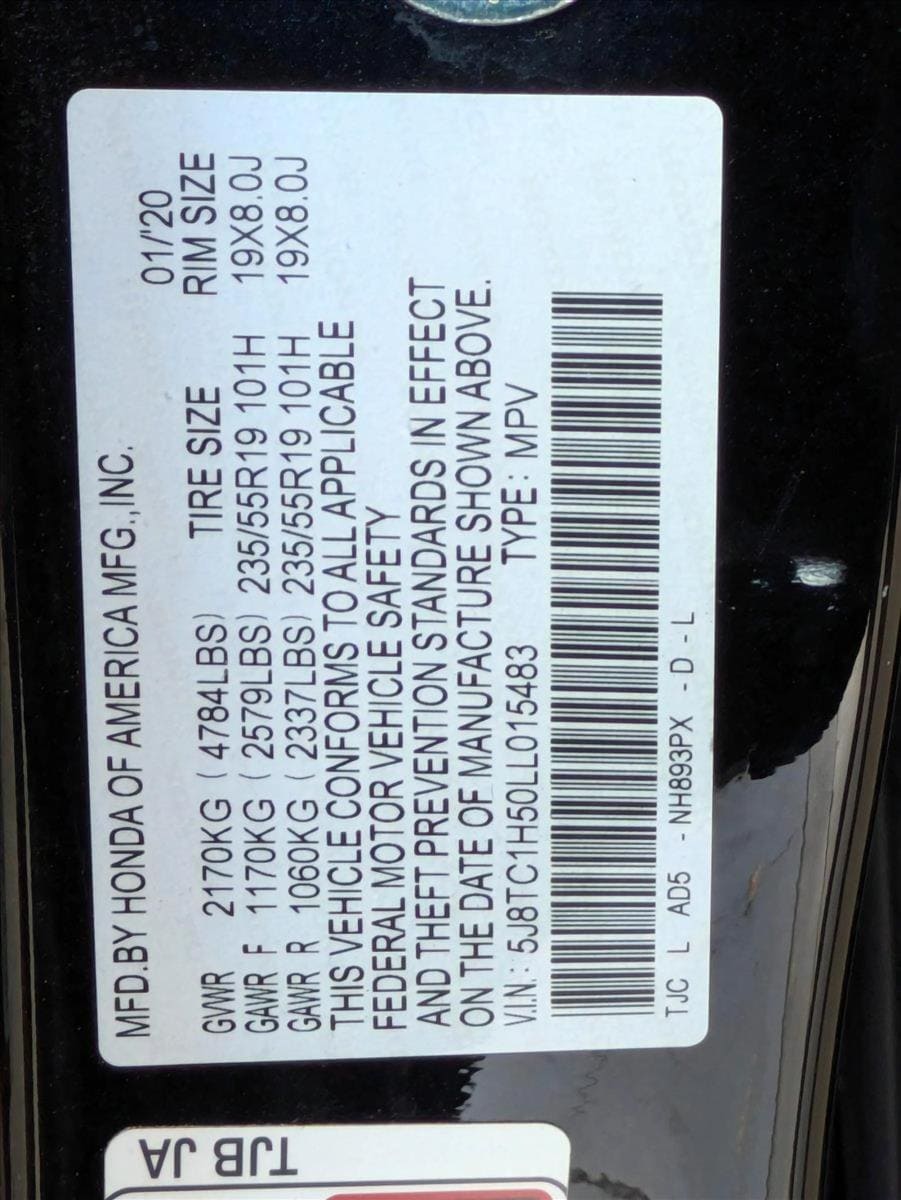 MFD.BY HONDA OF AMERICA MFG.,INC.
01/'20
GVWR 2170KG ( 4784LBS) TIRE SIZE RIM SIZE
GAWR F 1170KG ( 2579LBS) 235/55R19 101H 19X8.0J
GAWR R 1060KG ( 2337LBS) 235/55R19 101H 19X8.0J
THIS VEHICLE CONFORMS TO ALL APPLICABLE
FEDERAL MOTOR VEHICLE SAFETY
AND THEFT PREVENTION STANDARDS IN EFFECT
ON THE DATE OF MANUFACTURE SHOWN ABOVE.
V.I.N.: 5J8TC1H50LL015483 TYPE: MPV
TJC L AD5 - NH893PX - D - L
TJB JA